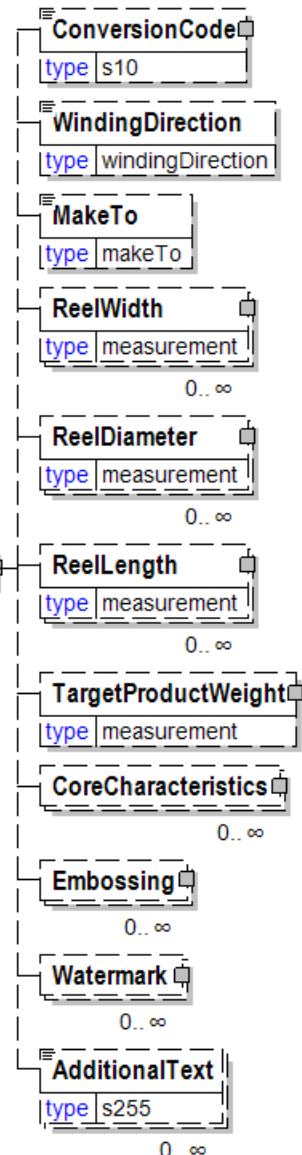 ConversionCode
type s10
WindingDirection
type windingDirection
MakeTo
type makeTo
ReelWidth
type measurement
0.. ∞
ReelDiameter
type measurement
0.. ∞
ReelLength
type measurement
0.. ∞
TargetProductWeight
type measurement
CoreCharacteristics
0.. ∞
Embossing
0.. ∞
Watermark
0.. ∞
AdditionalText
type s255
0.. ∞